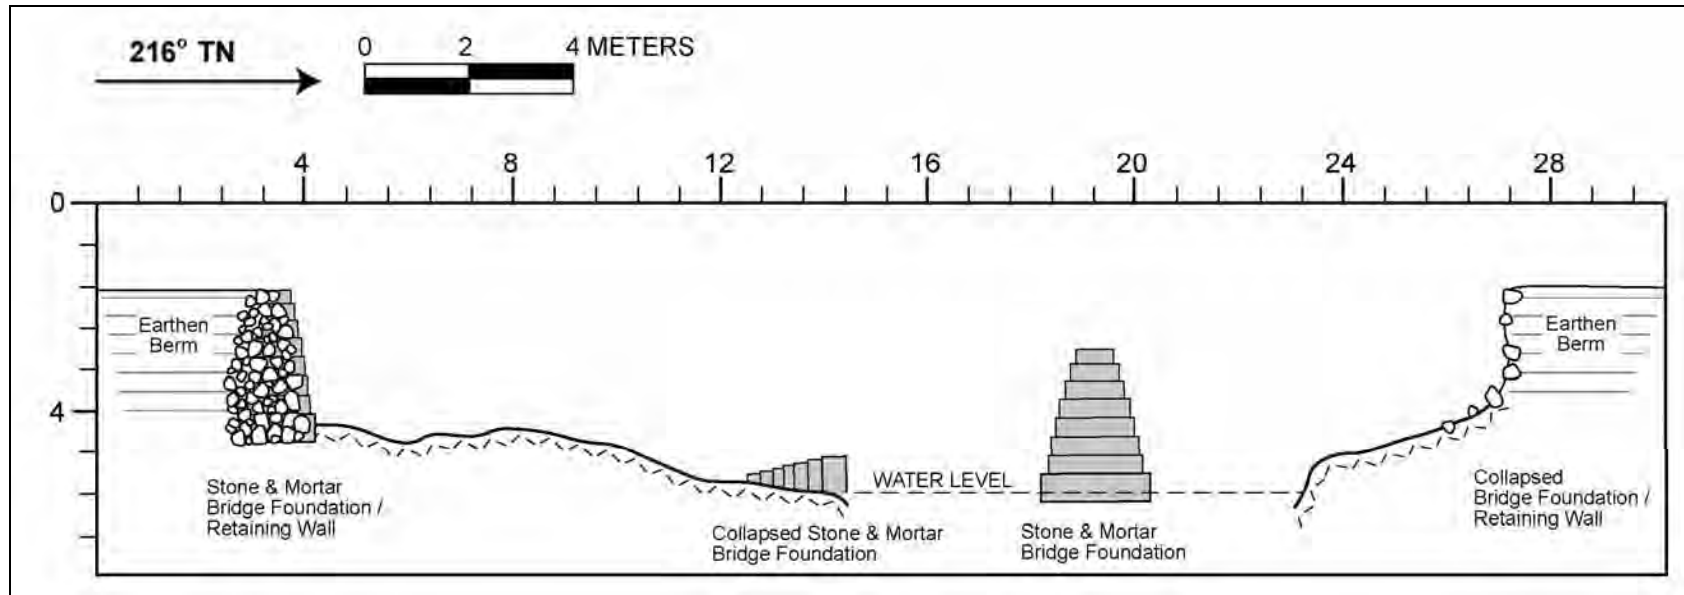 216° TN
0 2 4 METERS
4 8 12 16 20 24 28
0
4
Earthen
Berm
Earthen
Berm
WATER LEVEL
Stone & Mortar
Bridge Foundation /
Retaining Wall
Collapsed Stone & Mortar
Bridge Foundation
Stone & Mortar
Bridge Foundation
Collapsed
Bridge Foundation /
Retaining Wall